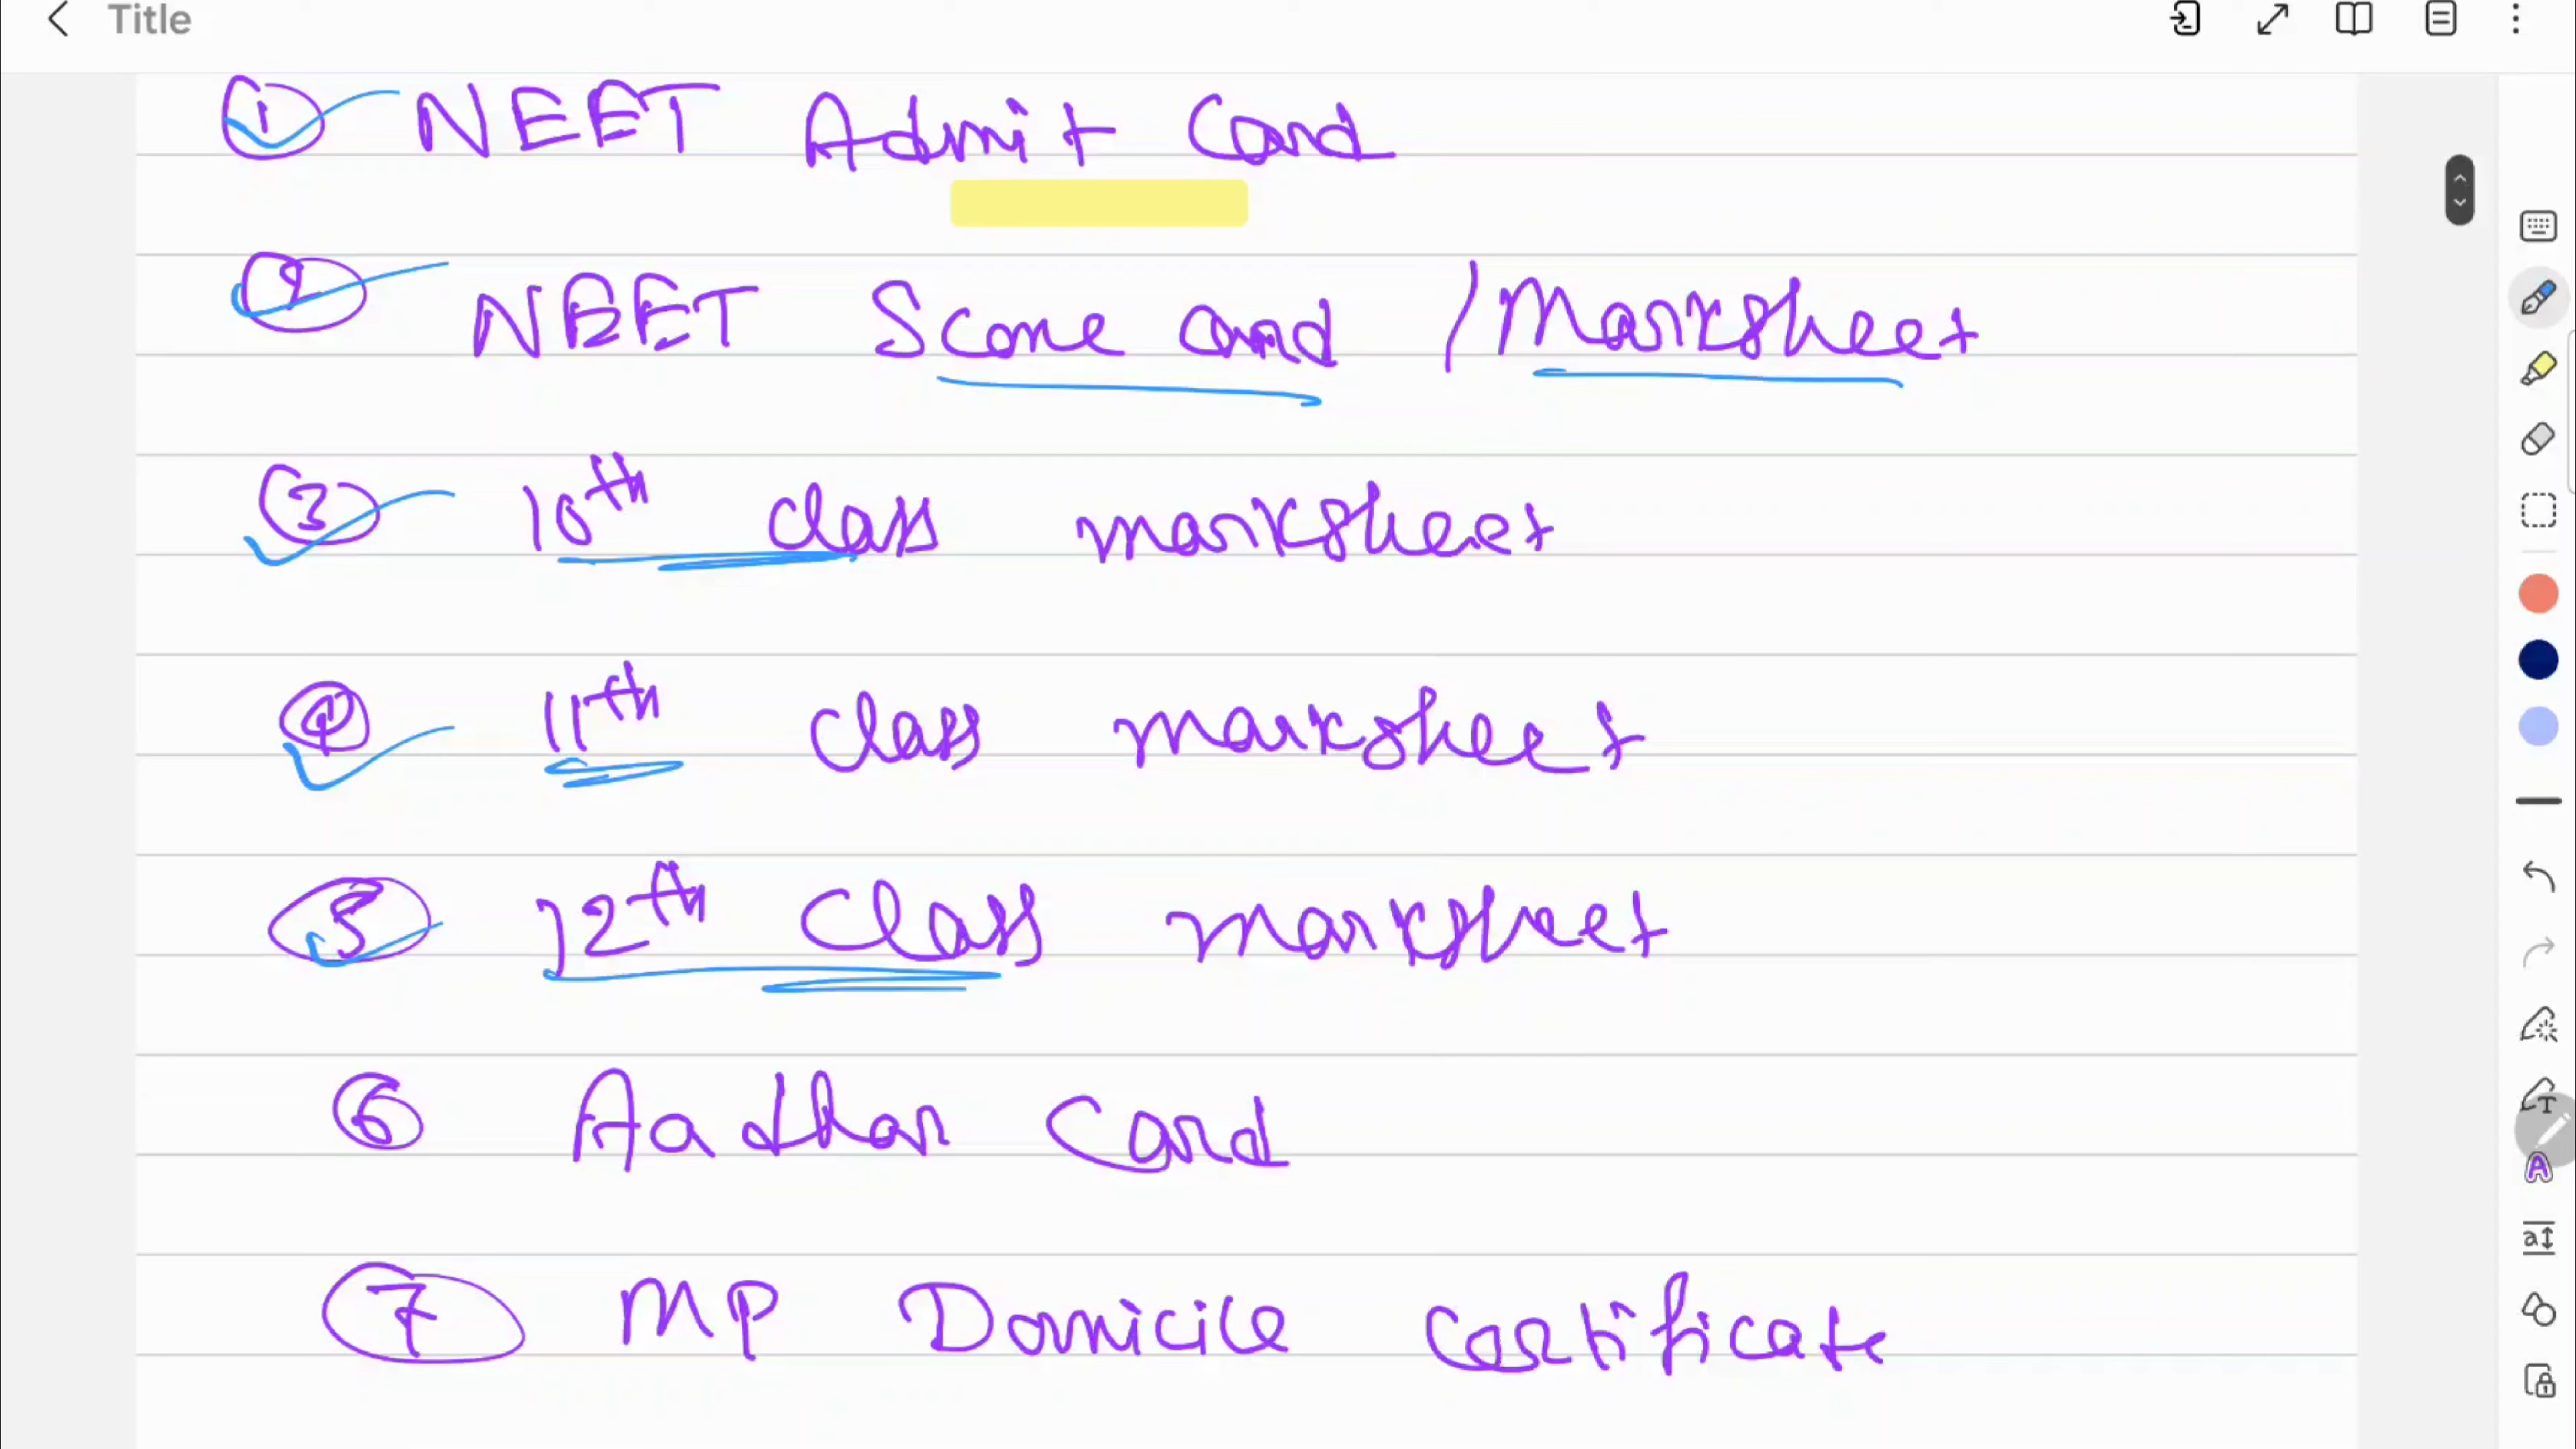 Title
① NEET Admit Card
② NEET Score card / Marksheet
③ 10th class marksheet
④ 11th class marksheet
⑤ 12th class marksheet
⑥ Aadhar Card
⑦ MP Domicile certificate